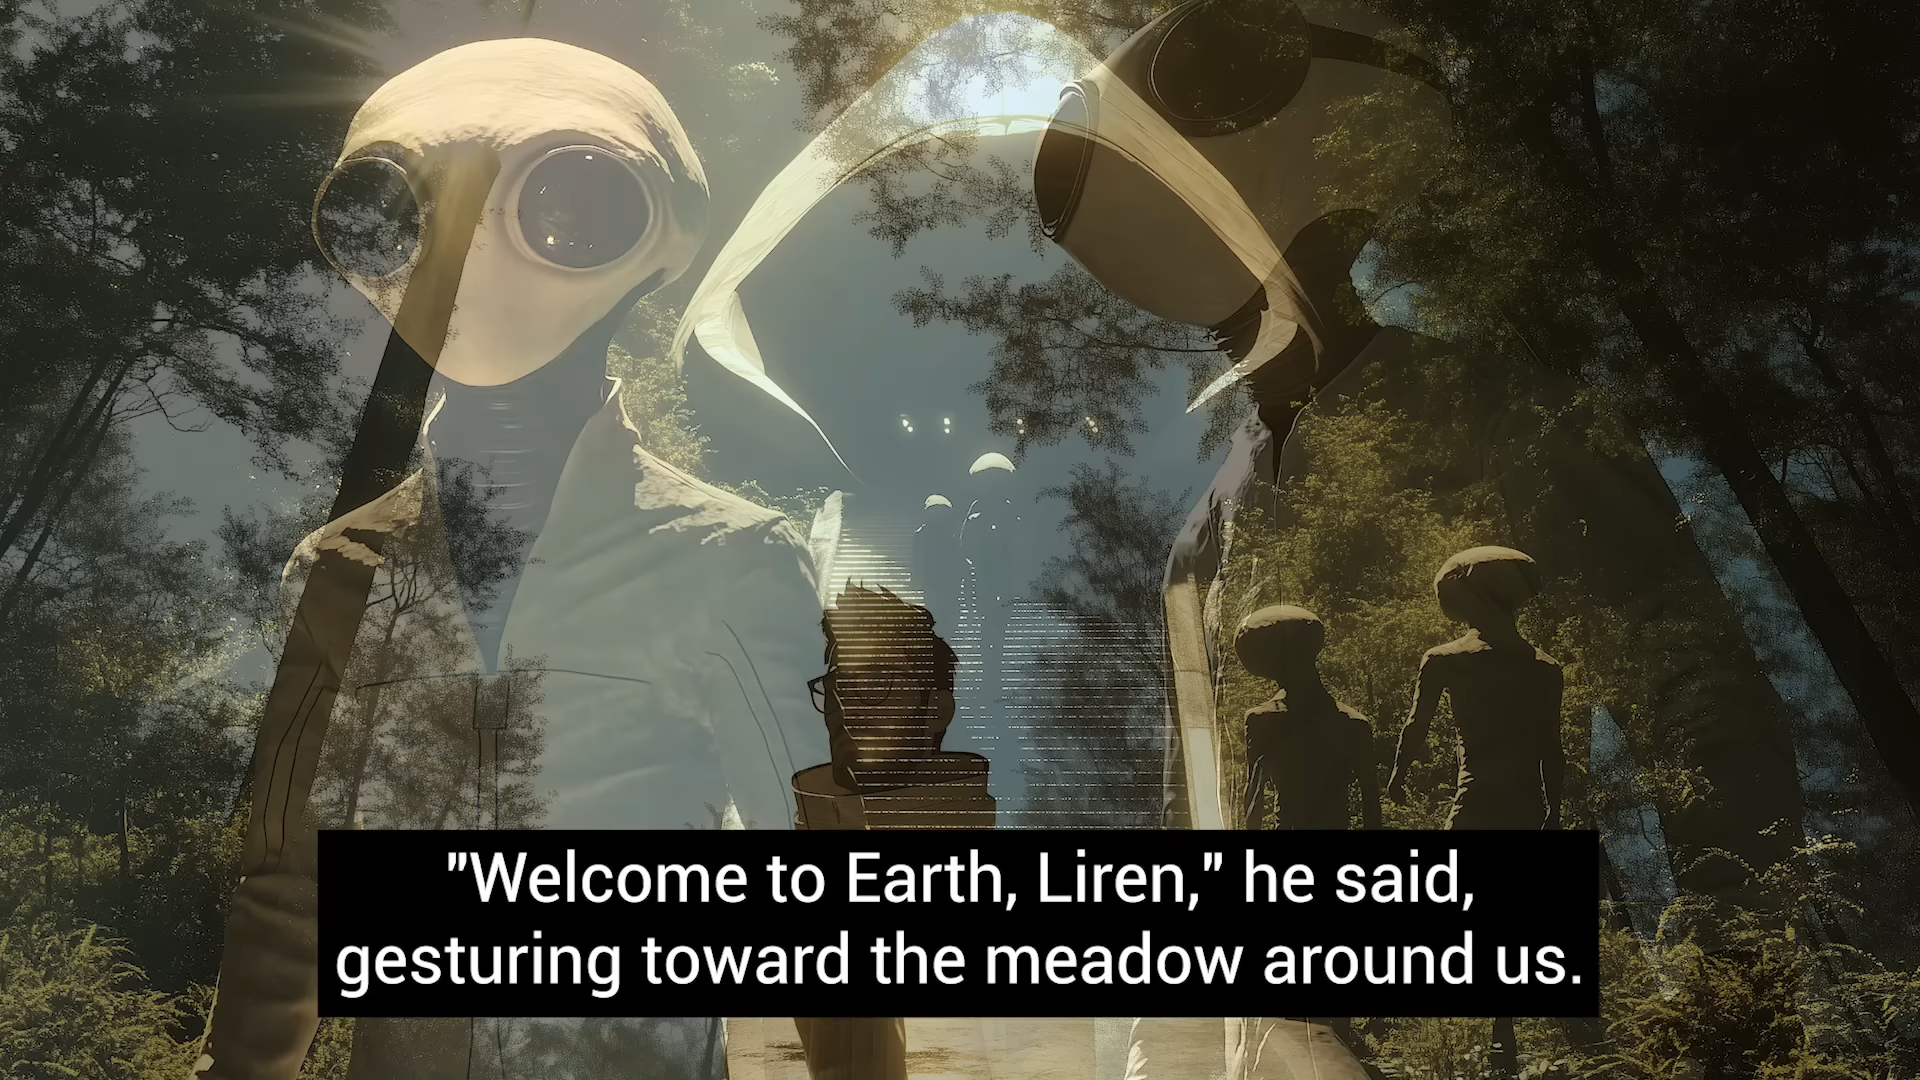 "Welcome to Earth, Liren," he said,
gesturing toward the meadow around us.